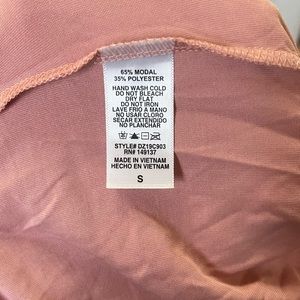 65% MODAL
35% POLYESTER
HAND WASH COLD
DO NOT BLEACH
DRY FLAT
DO NOT IRON
LAVE FRIO A MANO
NO USAR CLORO
SECAR EXTENDIDO
NO PLANCHAR
STYLE# DZ19C903
RN# 149137
MADE IN VIETNAM
HECHO EN VIETNAM
S